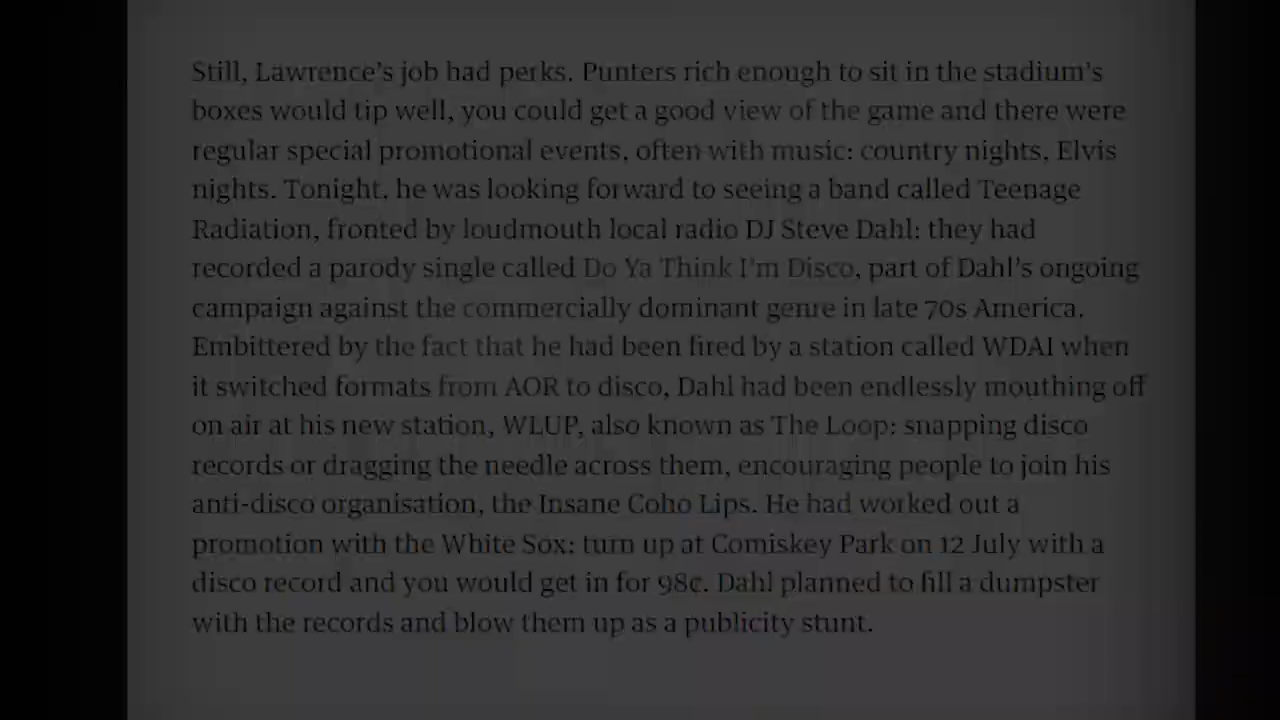 Still, Lawrence’s job had perks. Punters rich enough to sit in the stadium’s
boxes would tip well, you could get a good view of the game and there were
regular special promotional events, often with music: country nights, Elvis
nights. Tonight, he was looking forward to seeing a band called Teenage
Radiation, fronted by loudmouth local radio DJ Steve Dahl: they had
recorded a parody single called Do Ya Think I’m Disco, part of Dahl’s ongoing
campaign against the commercially dominant genre in late 70s America.
Embittered by the fact that he had been fired by a station called WDAI when
it switched formats from AOR to disco, Dahl had been endlessly mouthing off
on air at his new station, WLUP, also known as The Loop: snapping disco
records or dragging the needle across them, encouraging people to join his
anti-disco organisation, the Insane Coho Lips. He had worked out a
promotion with the White Sox: turn up at Comiskey Park on 12 July with a
disco record and you would get in for 98¢. Dahl planned to fill a dumpster
with the records and blow them up as a publicity stunt.